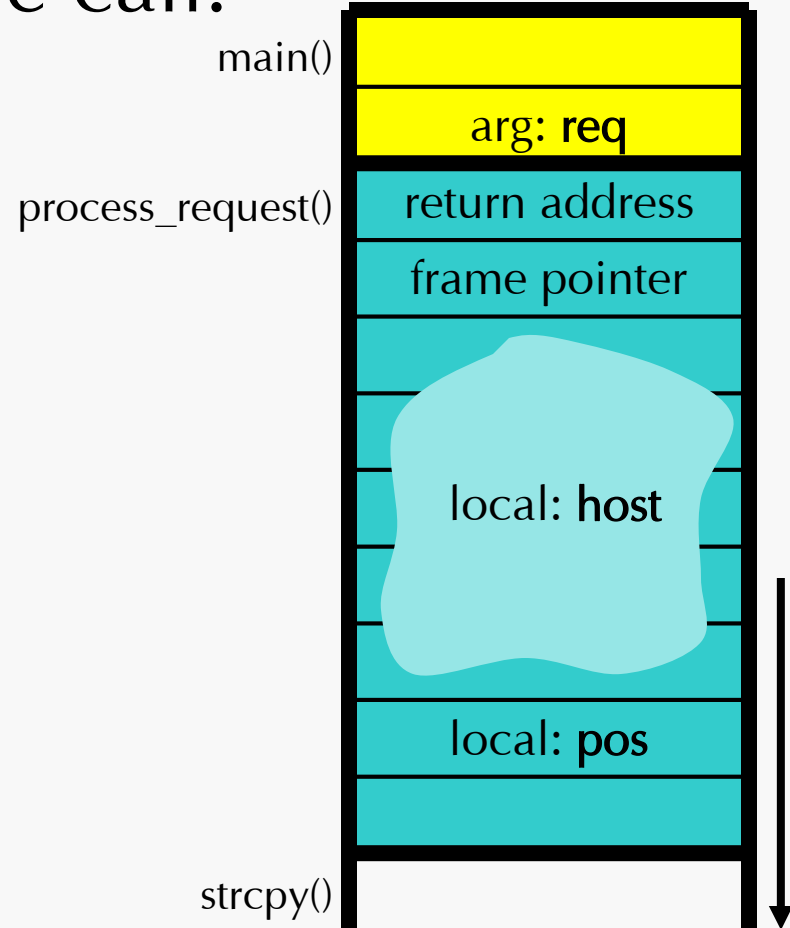 main()
arg: req
process_request()
return address
frame pointer
local: host
local: pos
strcpy()